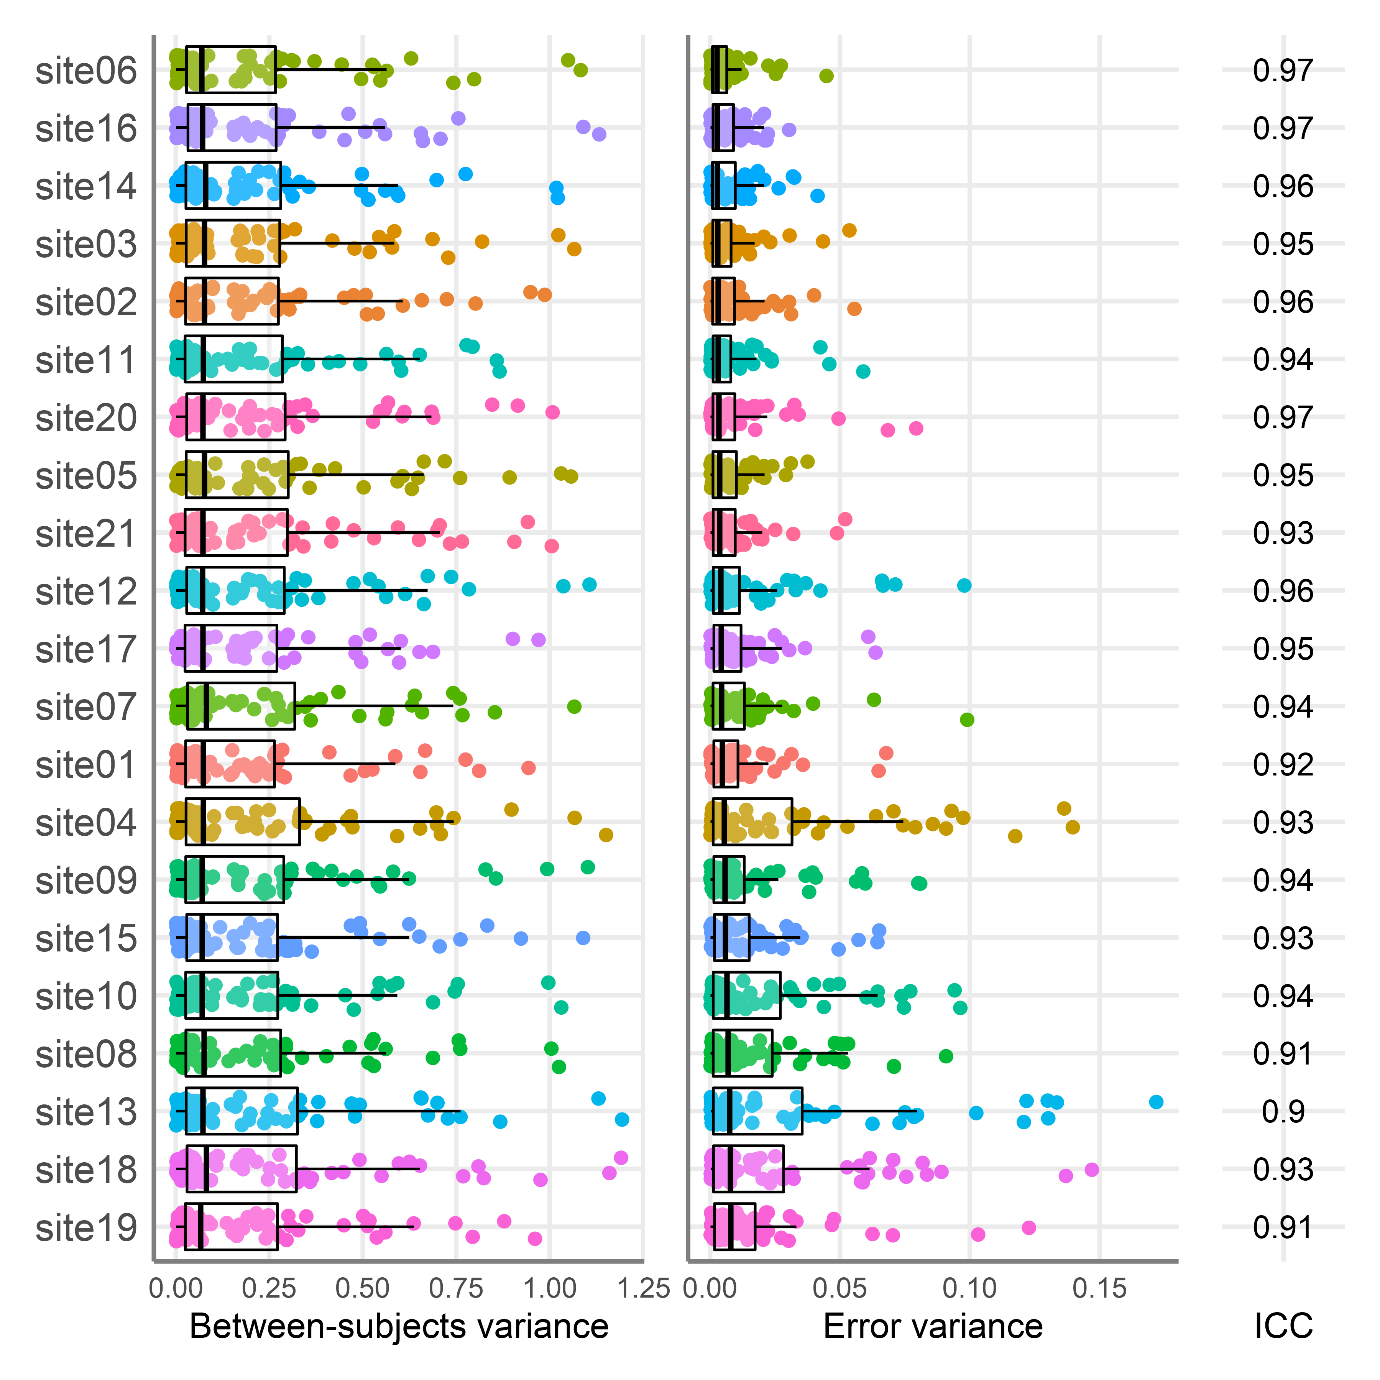 site06 0.97
site16 0.97
site14 0.96
site03 0.95
site02 0.96
site11 0.94
site20 0.97
site05 0.95
site21 0.93
site12 0.96
site17 0.95
site07 0.94
site01 0.92
site04 0.93
site09 0.94
site15 0.93
site10 0.94
site08 0.91
site13 0.9
site18 0.93
site19 0.91
0.00 0.25 0.50 0.75 1.00 1.25 0.00 0.05 0.10 0.15
Between-subjects variance Error variance ICC